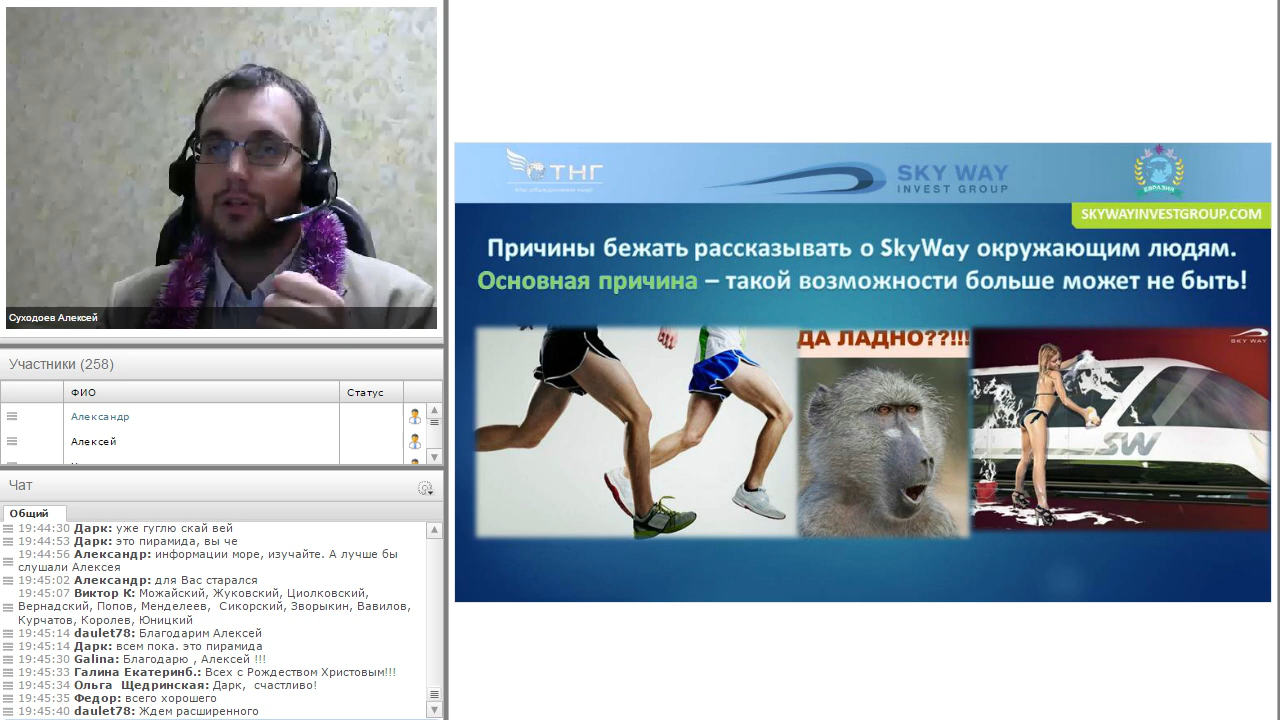 Суходоев Алексей
Участники (258)
ФИО
Статус
Александр
Алексей
Чат
Общий
19:44:30 Дарк: уже гуглю скай вей
19:44:53 Дарк: это пирамида, вы че
19:44:56 Александр: информации море, изучайте. А лучше бы
слушали Алексея
19:45:02 Александр: для Вас старался
19:45:07 Виктор К: Можайский, Жуковский, Циолковский,
Вернадский, Попов, Менделеев, Сикорский, Зворыкин, Вавилов,
Курчатов, Королев, Юницкий
19:45:14 daulet78: Благодарим Алексей
19:45:14 Дарк: всем пока. это пирамида
19:45:30 Galina: Благодарю , Алексей !!!
19:45:33 Галина Екатеринб.: Всех с Рождеством Христовым!!!
19:45:34 Ольга Щедринская: Дарк, счастливо!
19:45:35 Федор: всего хорошего
19:45:40 daulet78: Ждем расширенного
ТНГ
SKY WAY
INVEST GROUP
ЕВРАЗИЯ
SKYWAYINVESTGROUP.COM
Причины бежать рассказывать о SkyWay окружающим людям.
Основная причина – такой возможности больше может не быть!
ДА ЛАДНО??!!!
SKY WAY
SW